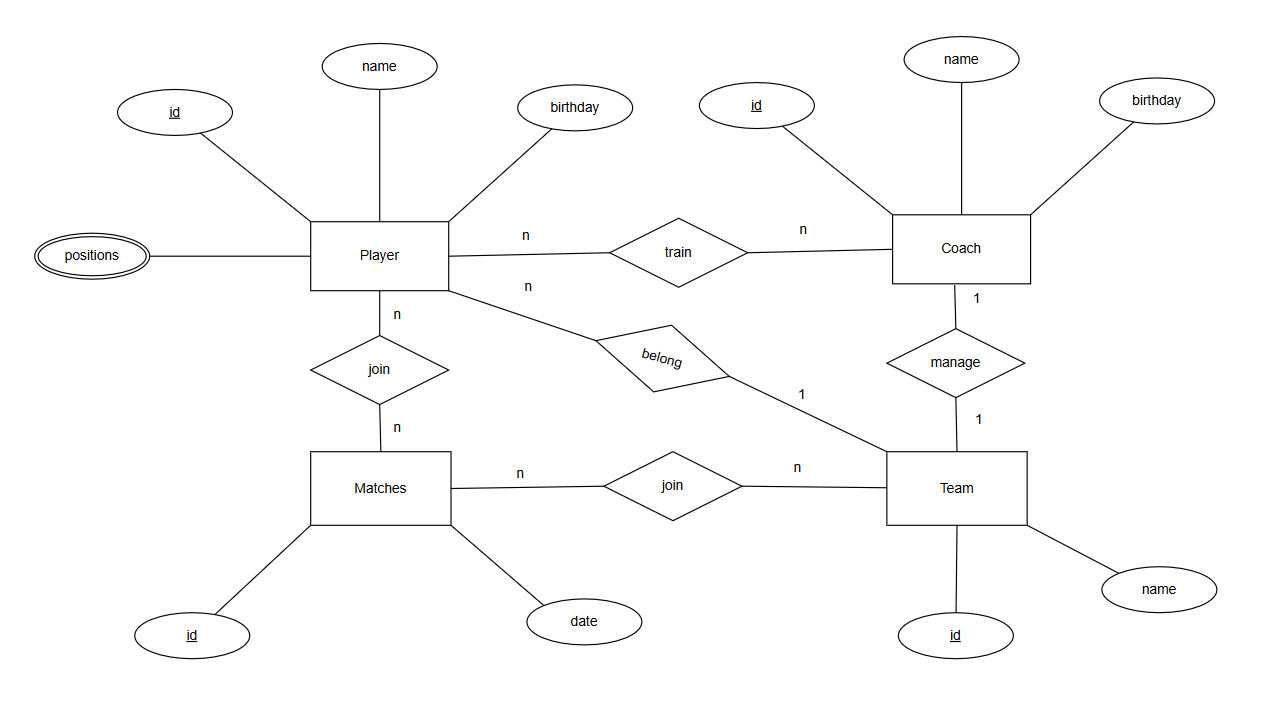 name
name
id
birthday
id
birthday
positions
Player
n
train
n
Coach
n
1
n
join
belong
manage
1
n
1
Matches
n
join
n
Team
id
date
id
name